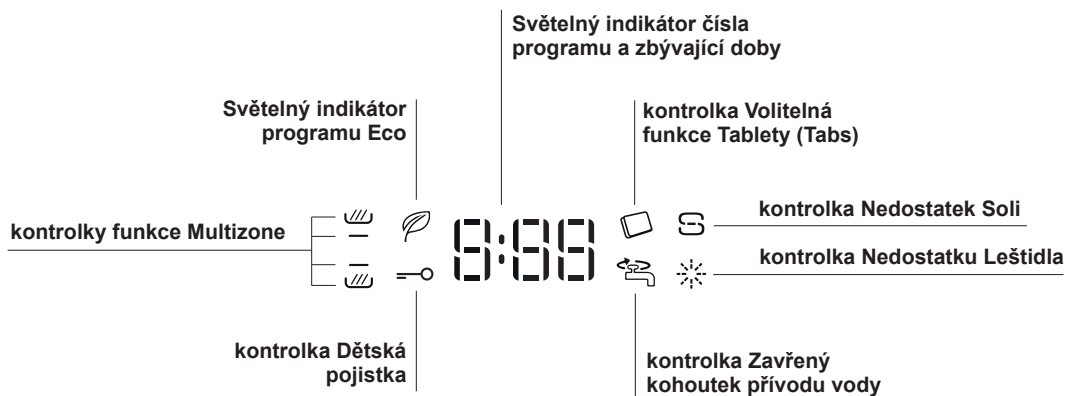 Světelný indikátor čísla
programu a zbývající doby
Světelný indikátor
programu Eco
kontrolka Volitelná
funkce Tablety (Tabs)
kontrolky funkce Multizone
8:88
kontrolka Nedostatek Soli
kontrolka Nedostatku Leštidla
kontrolka Dětská
pojistka
kontrolka Zavřený
kohoutek přívodu vody